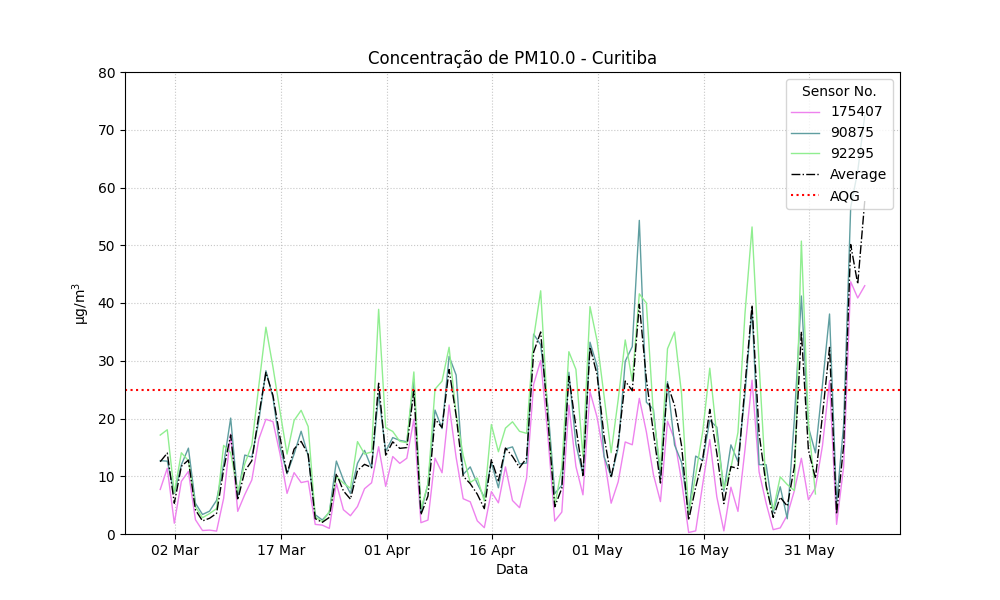 Concentração de PM10.0 - Curitiba
Sensor No.
175407
90875
92295
Average
AQG
µg/m³
80
70
60
50
40
30
20
10
0
02 Mar 17 Mar 01 Apr 16 Apr 01 May 16 May 31 May
Data